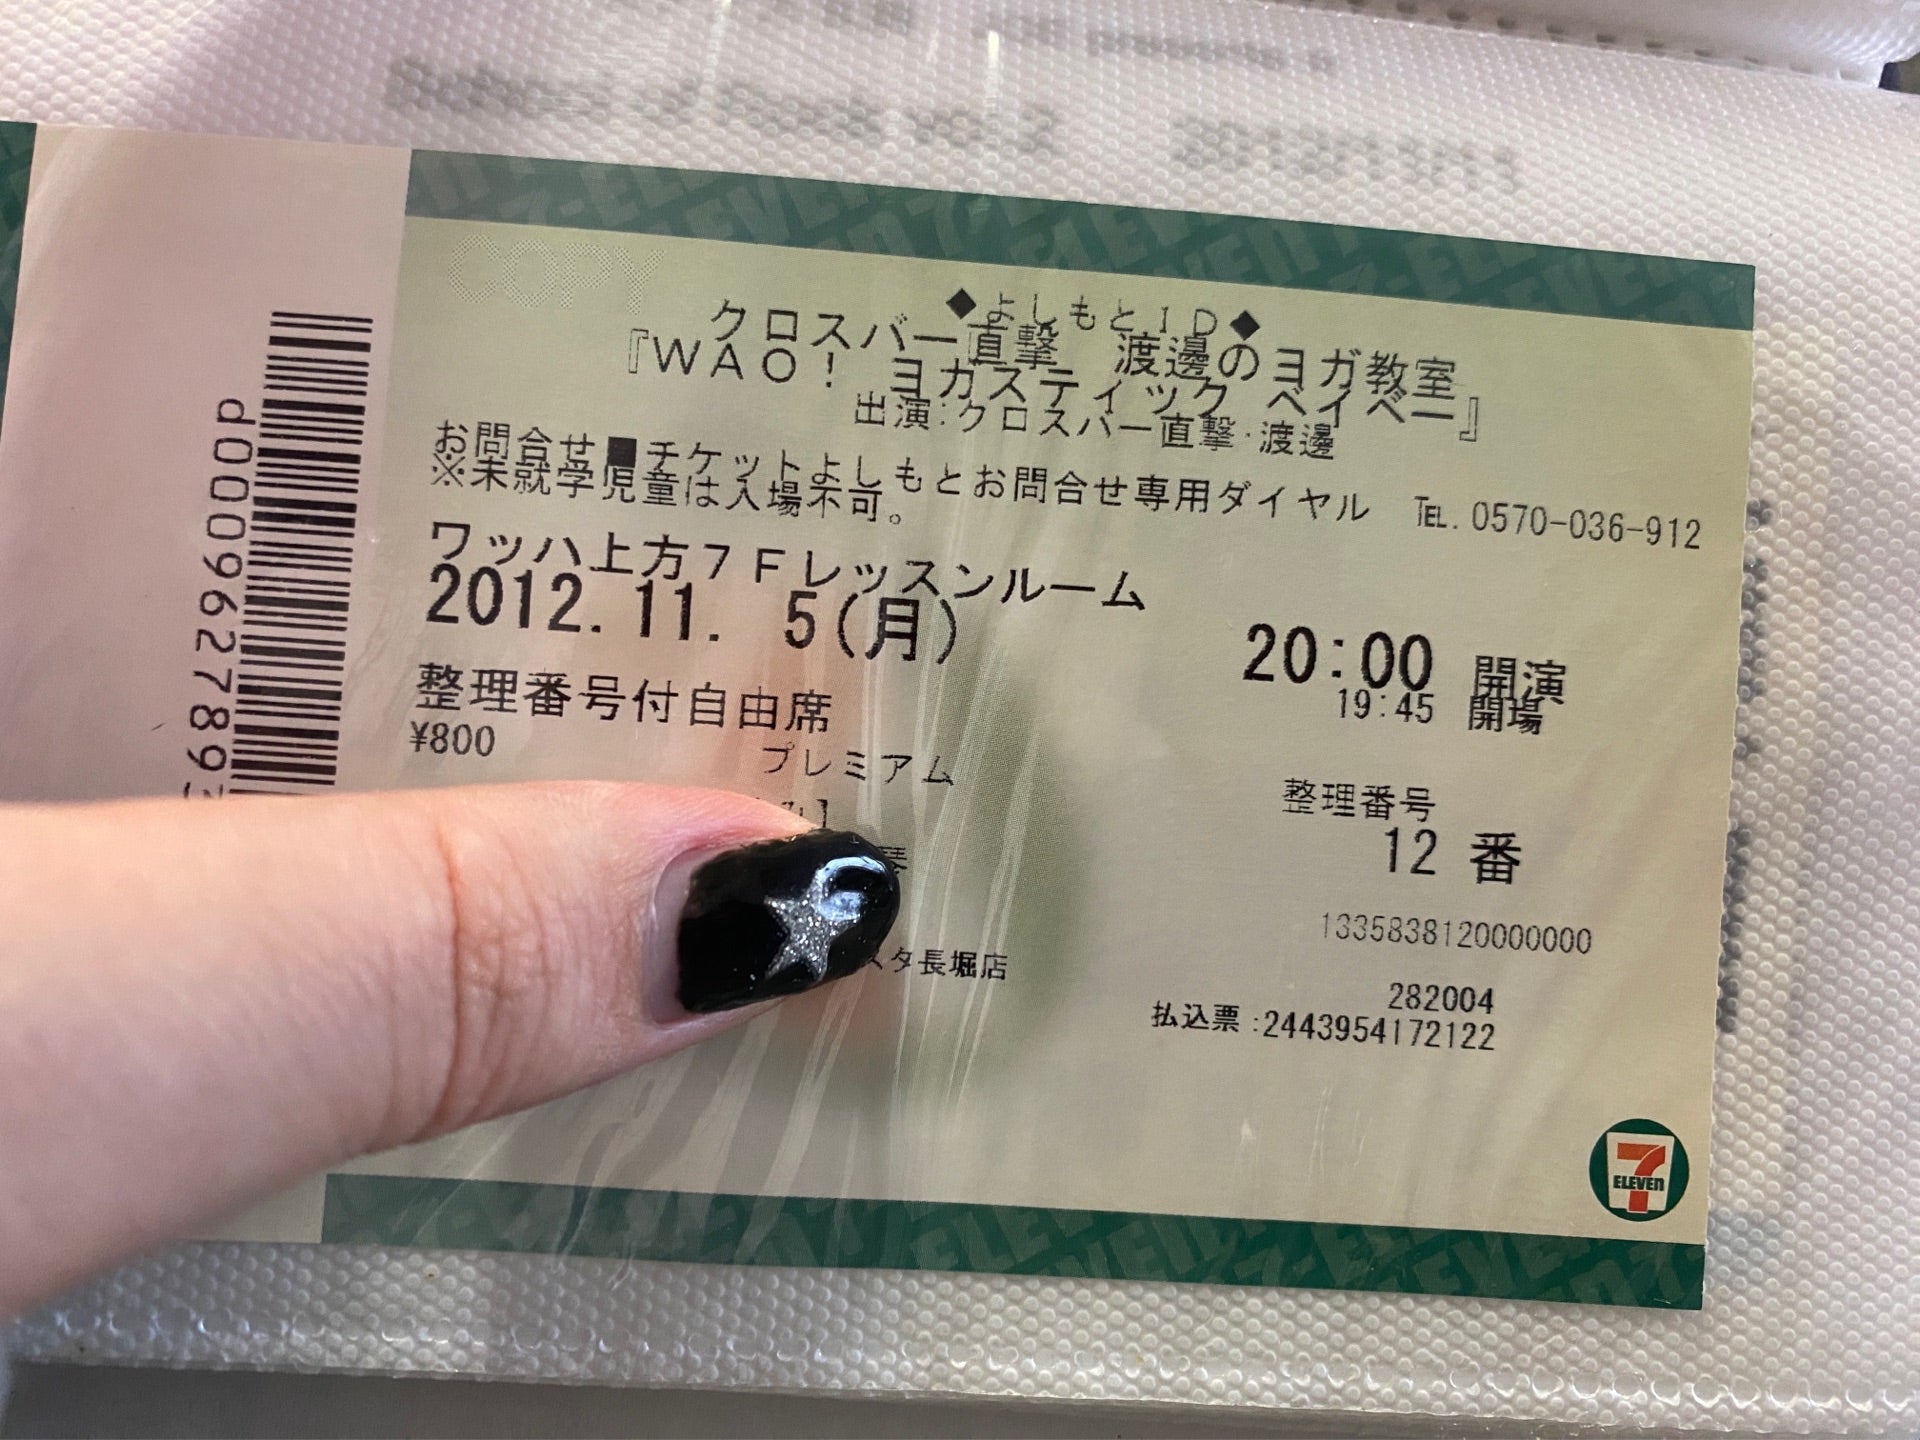 COPY
◆よしもとID◆
クロスバー直撃 渡邊のヨガ教室
『WAO! ヨガスティック ベイベー』
出演:クロスバー直撃・渡邊
お問合せ■チケットよしもとお問合せ専用ダイヤル TEL.0570-036-912
※未就学児童は入場不可。
ワッハ上方7Fレッスンルーム
2012.11. 5(月)
20:00 開演
19:45 開場
整理番号付自由席
¥800
プレミアム
整理番号
12 番
長堀店
1335838120000000
282004
払込票:2443954172122
7 ELEVEN
d009627893